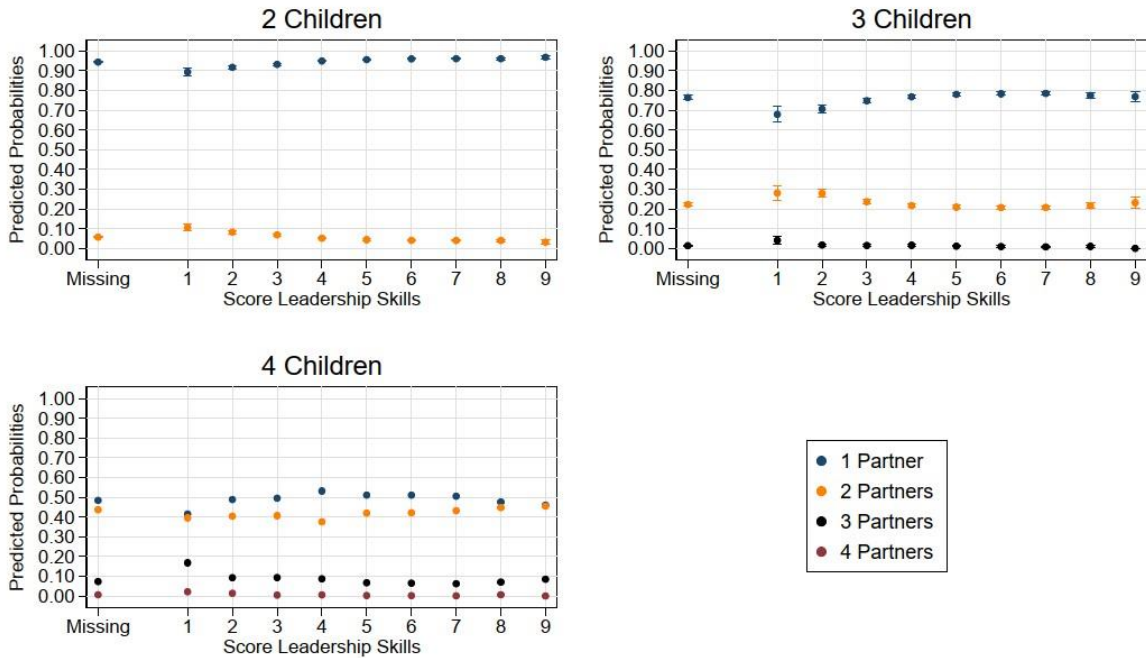 2 Children
Predicted Probabilities
1.00
0.90
0.80
0.70
0.60
0.50
0.40
0.30
0.20
0.10
0.00
Missing 1 2 3 4 5 6 7 8 9
Score Leadership Skills
3 Children
Predicted Probabilities
1.00
0.90
0.80
0.70
0.60
0.50
0.40
0.30
0.20
0.10
0.00
Missing 1 2 3 4 5 6 7 8 9
Score Leadership Skills
4 Children
Predicted Probabilities
1.00
0.90
0.80
0.70
0.60
0.50
0.40
0.30
0.20
0.10
0.00
Missing 1 2 3 4 5 6 7 8 9
Score Leadership Skills
1 Partner
2 Partners
3 Partners
4 Partners